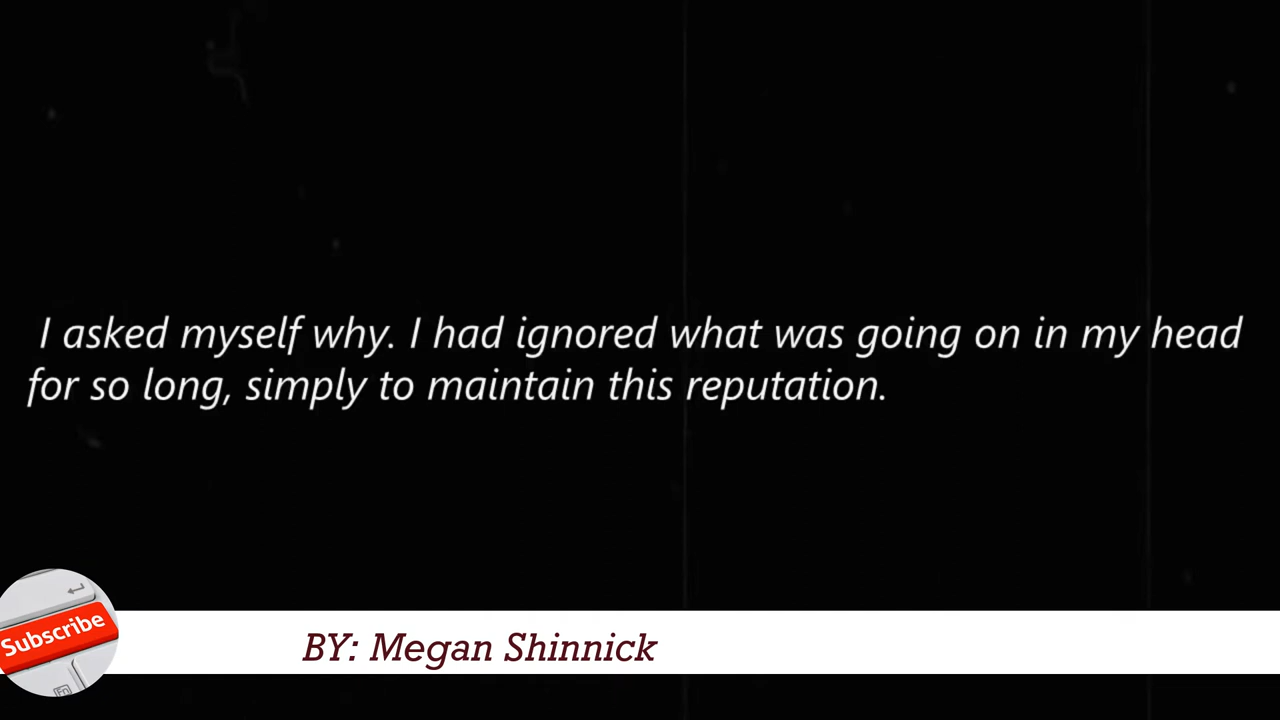 I asked myself why. I had ignored what was going on in my head
for so long, simply to maintain this reputation.
Subscribe
Fn
BY: Megan Shinnick